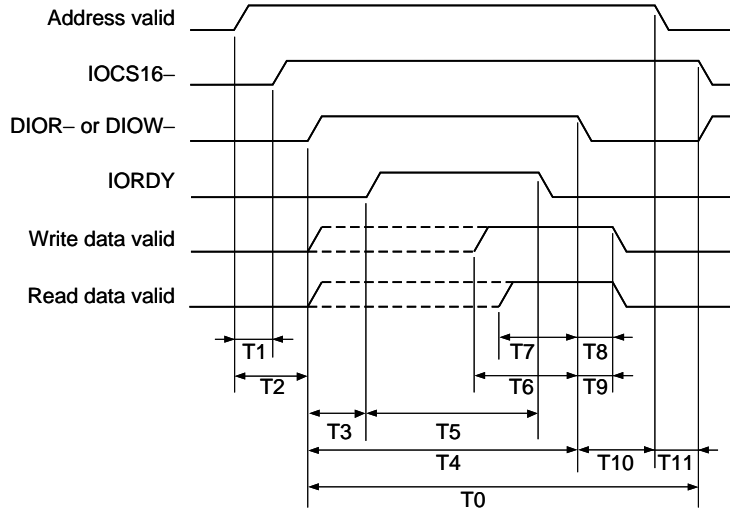 Address valid
IOCS16–
DIOR– or DIOW–
IORDY
Write data valid
Read data valid
T1 T7 T8
T2 T6 T9
T3 T5
T4 T10 T11
T0